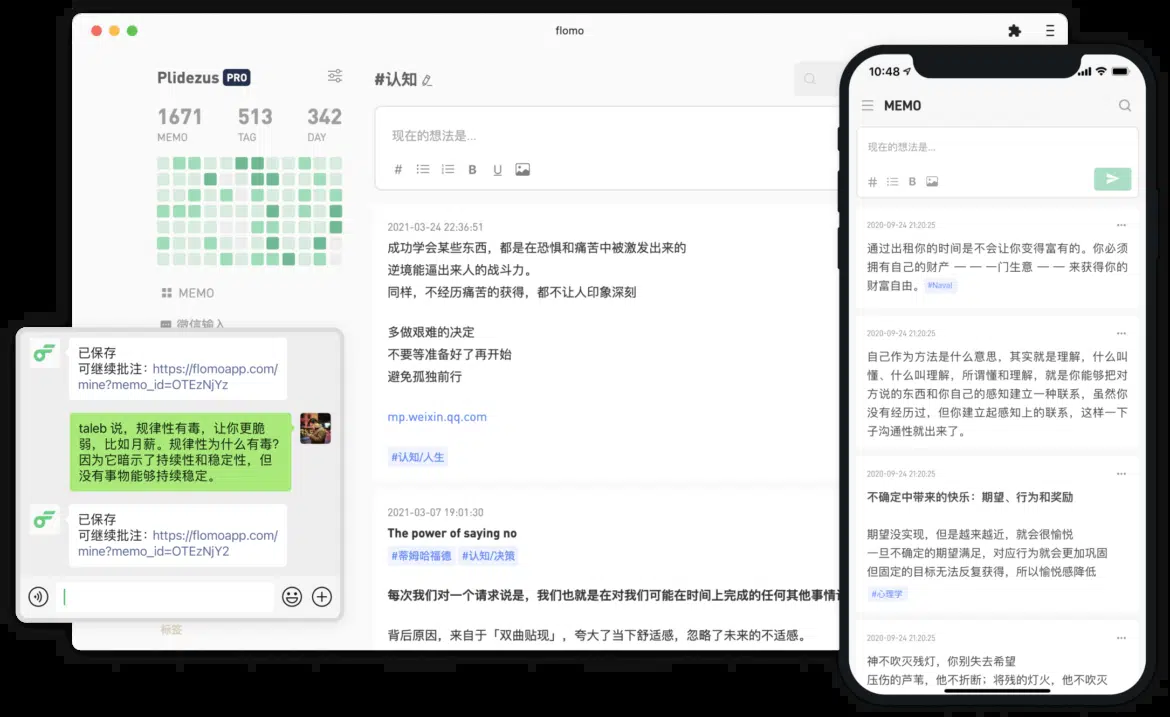 flomo
Plidezus PRO
1671
MEMO
513
TAG
342
DAY
MEMO
微信输入
标签
#认知
现在的想法是...
# B U
2021-03-24 22:36:51
成功学会某些东西，都是在恐惧和痛苦中被激发出来的
逆境能逼出来人的战斗力。
同样，不经历痛苦的获得，都不让人印象深刻
多做艰难的决定
不要等准备好了再开始
避免孤独前行
mp.weixin.qq.com
#认知/人生
2021-03-07 19:01:30
The power of saying no
#蒂姆哈福德 #认知/决策
每次我们对一个请求说是，我们也就是在对我们可能在时间上完成的任何其他事情
背后原因，来自于「双曲贴现」，夸大了当下舒适感，忽略了未来的不适感。
已保存
可继续批注：https://flomoapp.com/
mine?memo_id=OTEzNjYz
taleb 说，规律性有毒，让你更脆
弱，比如月薪。规律性为什么有毒?
因为它暗示了持续性和稳定性，但
没有事物能够持续稳定。
已保存
可继续批注：https://flomoapp.com/
mine?memo_id=OTEzNjY2
10:48
MEMO
现在的想法是...
# B
2020-09-24 21:20:25
通过出租你的时间是不会让你变得富有的。你必须
拥有自己的财产 — — 一门生意 — — 来获得你的
财富自由。 #Naval
2020-09-24 21:20:25
自己作为方法是什么意思，其实就是理解，什么叫
懂、什么叫理解，所谓懂和理解，就是你能够把对
方说的东西和你自己的感知建立一种联系，虽然你
没有经历过，但你建立起感知上的联系，这样一下
子沟通性就出来了。
2020-09-24 21:20:25
不确定中带来的快乐：期望、行为和奖励
期望没实现，但是越来越近，就会很愉悦
一旦不确定的期望满足，对应行为就会更加巩固
但固定的目标无法反复获得，所以愉悦感降低
#心理学
2020-09-24 21:20:25
神不吹灭残灯，你别失去希望
压伤的芦苇，他不折断；将残的灯火，他不吹灭